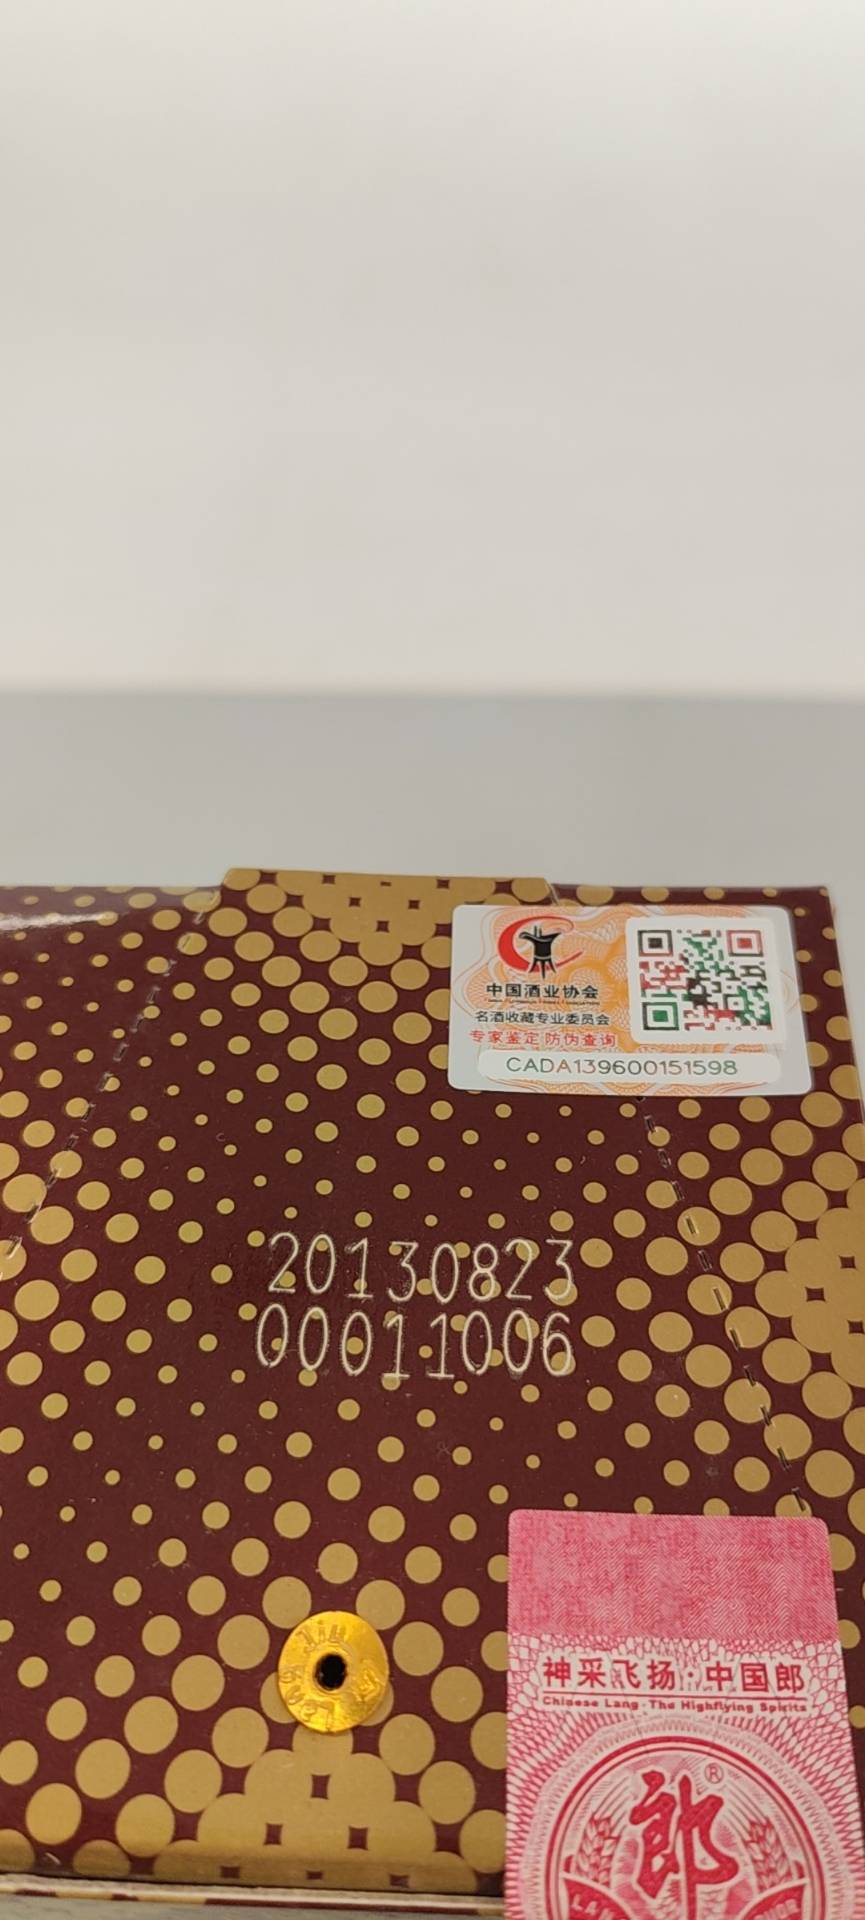 中国酒业协会
名酒收藏专业委员会
专家鉴定 防伪查询
CADA139600151598
20130823
00011006
Lang Jiu
神采飞扬·中国郎
Chinese Lang·The Highflying Spirits
郎®